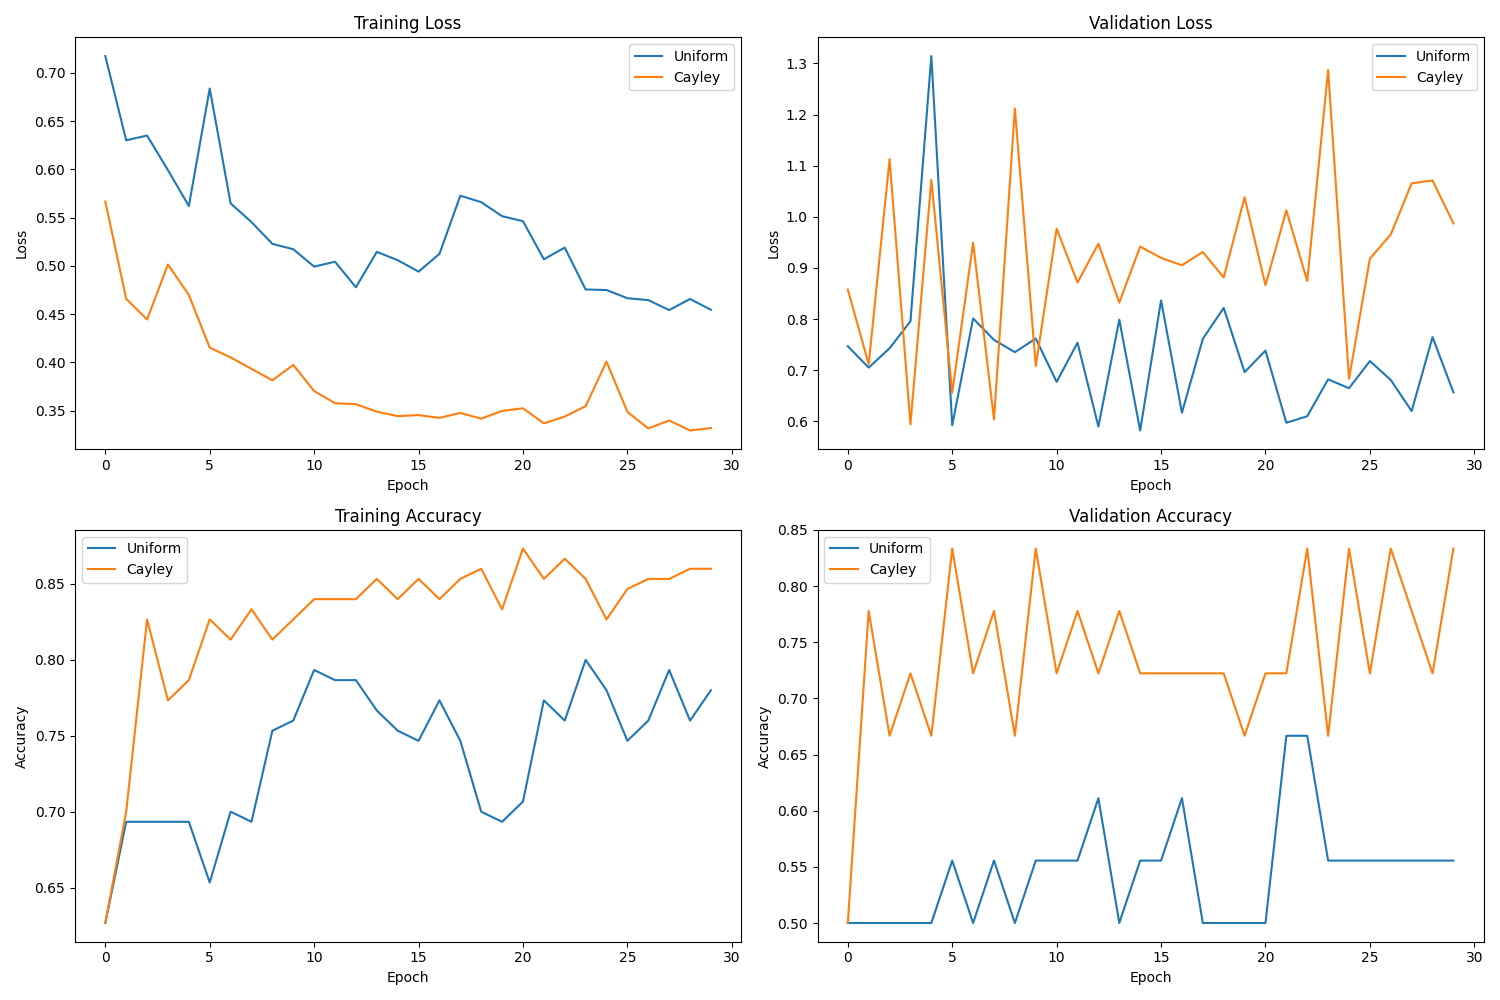 Training Loss
Validation Loss
Uniform
Cayley
Uniform
Cayley
0.70
0.65
0.60
0.55
0.50
0.45
0.40
0.35
Loss
0 5 10 15 20 25 30
Epoch
1.3
1.2
1.1
1.0
0.9
0.8
0.7
0.6
Loss
0 5 10 15 20 25 30
Epoch
Training Accuracy
Validation Accuracy
Uniform
Cayley
Uniform
Cayley
0.85
0.80
0.75
0.70
0.65
Accuracy
0 5 10 15 20 25 30
Epoch
0.85
0.80
0.75
0.70
0.65
0.60
0.55
0.50
Accuracy
0 5 10 15 20 25 30
Epoch